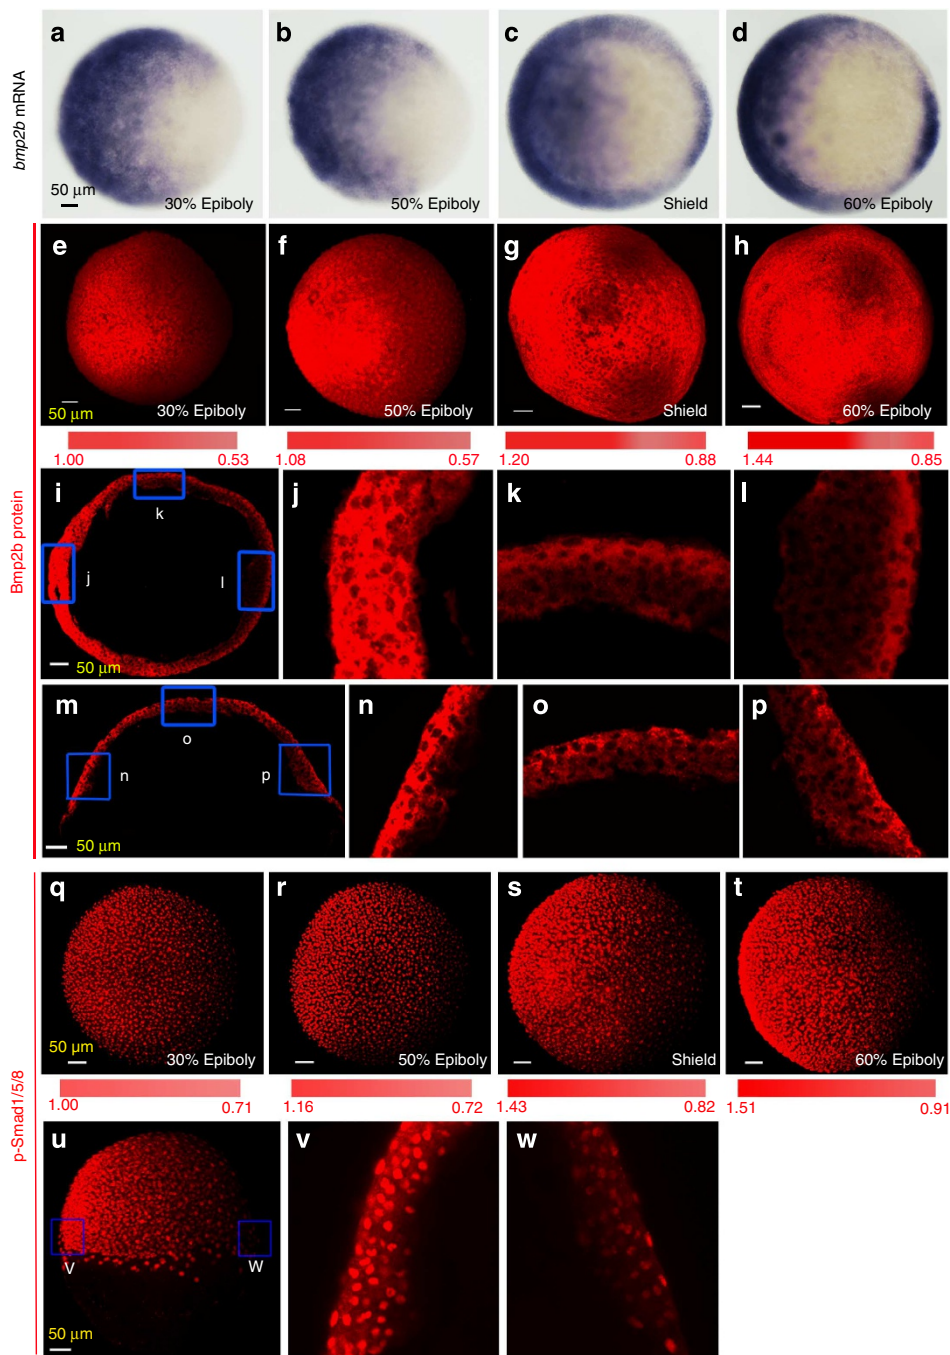 bmp2b mRNA
a
b
c
d
50 μm
30% Epiboly
50% Epiboly
Shield
60% Epiboly
Bmp2b protein
e
f
g
h
50 μm
30% Epiboly
50% Epiboly
Shield
60% Epiboly
1.00 0.53
1.08 0.57
1.20 0.88
1.44 0.85
i
j
k
l
k
j
l
50 μm
m
n
o
p
o
n
p
50 μm
p-Smad1/5/8
q
r
s
t
50 μm
30% Epiboly
50% Epiboly
Shield
60% Epiboly
1.00 0.71
1.16 0.72
1.43 0.82
1.51 0.91
u
v
w
V
W
50 μm